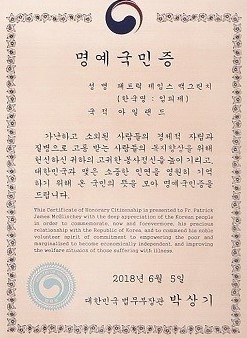 명예국민증
성 명 패트릭 제임스 맥그린치
(한국명 : 임피제)
국 적 아일랜드
가난하고 소외된 사람들의 경제적 자립과
질병으로 고통 받는 사람들의 복지향상을 위해
헌신하신 귀하의 고귀한 봉사정신을 높이 기리고,
대한민국과 맺은 소중한 인연을 영원히 기억
하기 위해 온 국민의 뜻을 모아 명예국민증을
드립니다.
This Certificate of Honorary Citizenship is presented to Fr. Patrick
James McGlinchey with the deep appreciation of the Korean people
in order to commemorate, now and forevermore, his precious
relationship with the Republic of Korea, and to commend his noble
volunteer spirit of commitment to empowering the poor and
marginalized to become economically independent, and improving
the welfare situation of those suffering with illness.
2018년 6월 5일
대한민국 법무부장관 박상기